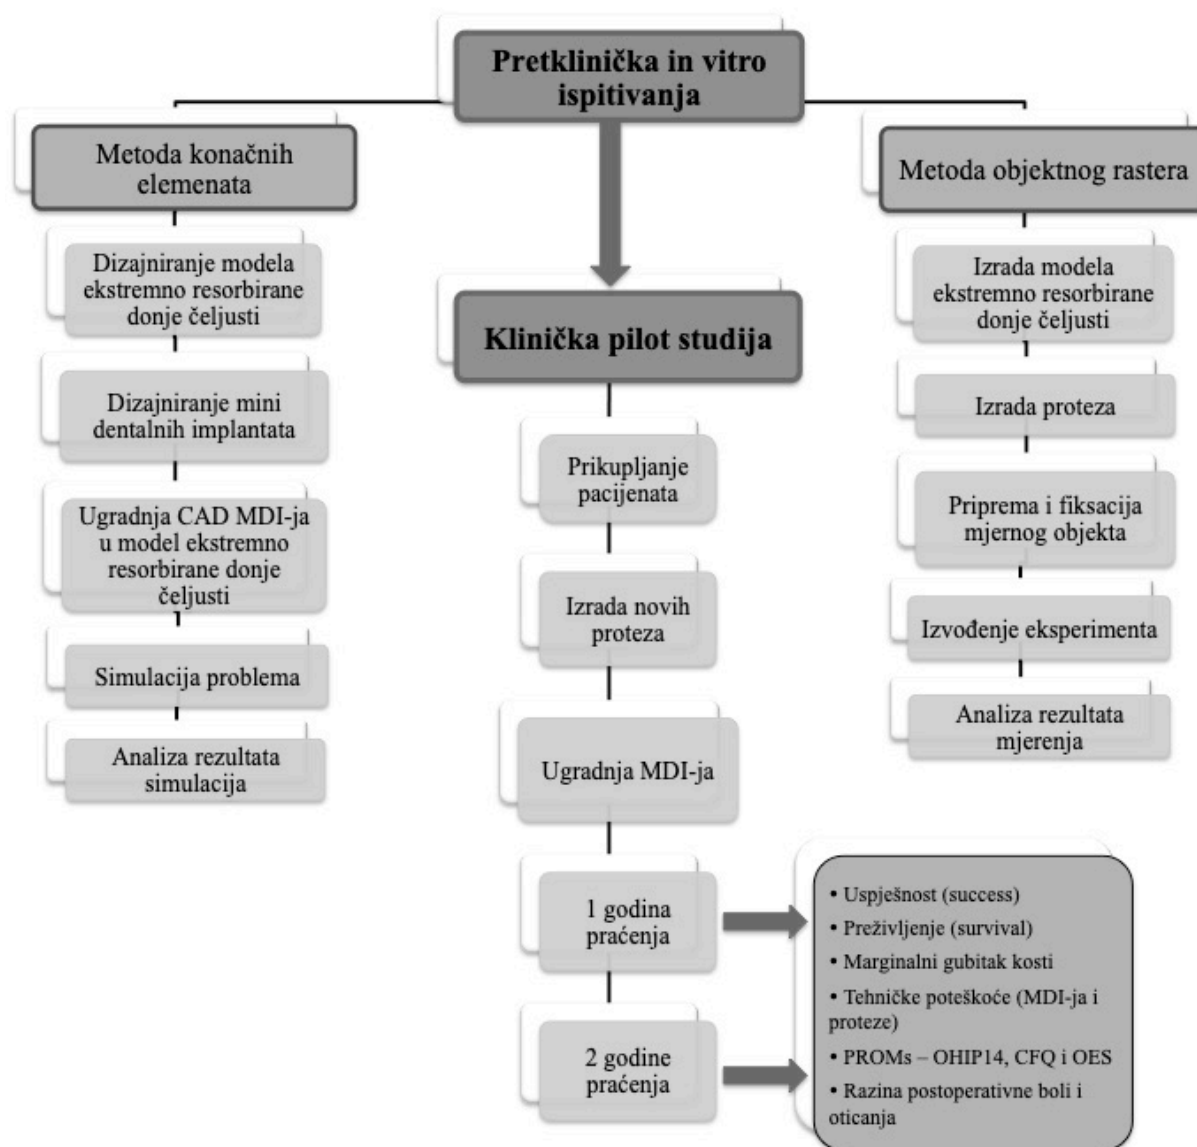 Pretklinička in vitro
ispitivanja
Metoda konačnih
elemenata
Dizajniranje modela
ekstremno resorbirane
donje čeljusti
Dizajniranje mini
dentalnih implantata
Ugradnja CAD MDI-ja
u model ekstremno
resorbirane donje
čeljusti
Simulacija problema
Analiza rezultata
simulacija
Klinička pilot studija
Prikupljanje
pacijenata
Izrada novih
proteza
Ugradnja MDI-ja
1 godina
praćenja
2 godine
praćenja
• Uspješnost (success)
• Preživljenje (survival)
• Marginalni gubitak kosti
• Tehničke poteškoće (MDI-ja i
proteze)
• PROMs – OHIP14, CFQ i OES
• Razina postoperativne boli i
oticanja
Metoda objektnog rastera
Izrada modela
ekstremno resorbirane
donje čeljusti
Izrada proteza
Priprema i fiksacija
mjernog objekta
Izvođenje eksperimenta
Analiza rezultata
mjerenja